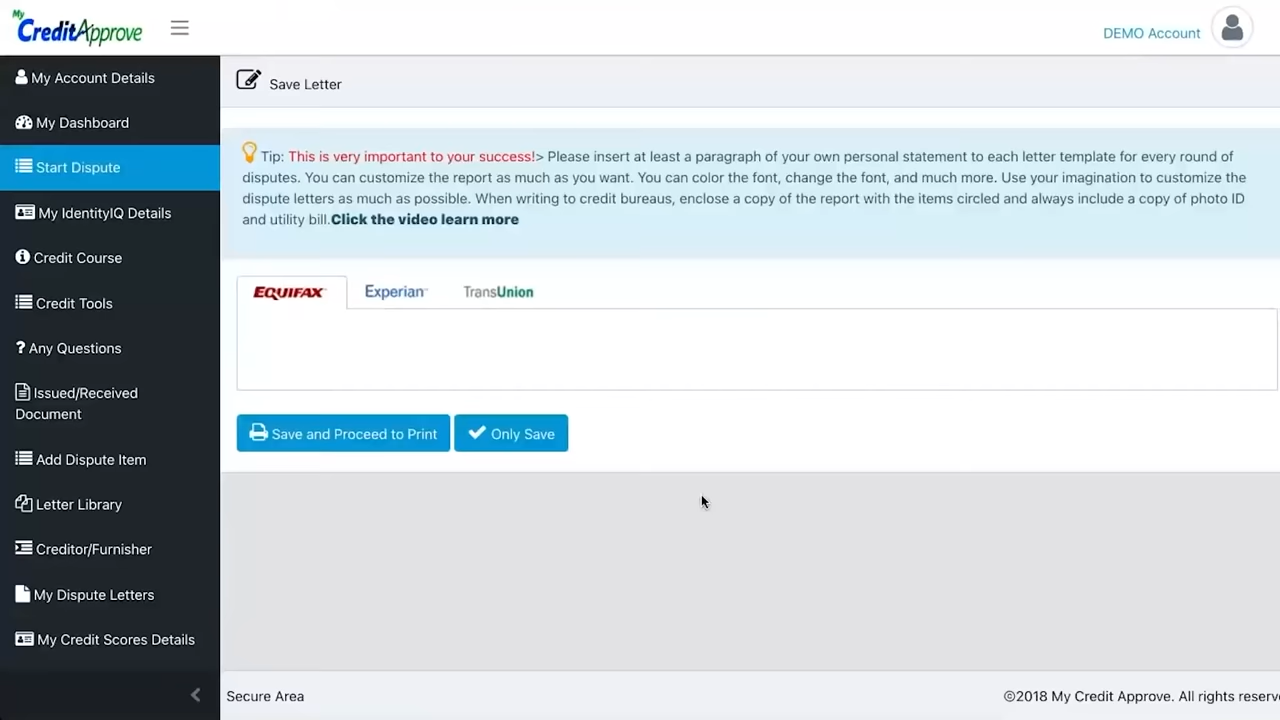 My
CreditApprove
DEMO Account
My Account Details
My Dashboard
Start Dispute
My IdentityIQ Details
Credit Course
Credit Tools
? Any Questions
Issued/Received
Document
Add Dispute Item
Letter Library
Creditor/Furnisher
My Dispute Letters
My Credit Scores Details
Save Letter
Tip: This is very important to your success!> Please insert at least a paragraph of your own personal statement to each letter template for every round of
disputes. You can customize the report as much as you want. You can color the font, change the font, and much more. Use your imagination to customize the
dispute letters as much as possible. When writing to credit bureaus, enclose a copy of the report with the items circled and always include a copy of photo ID
and utility bill.Click the video learn more
EQUIFAX Experian TransUnion
Save and Proceed to Print Only Save
Secure Area ©2018 My Credit Approve. All rights reserv